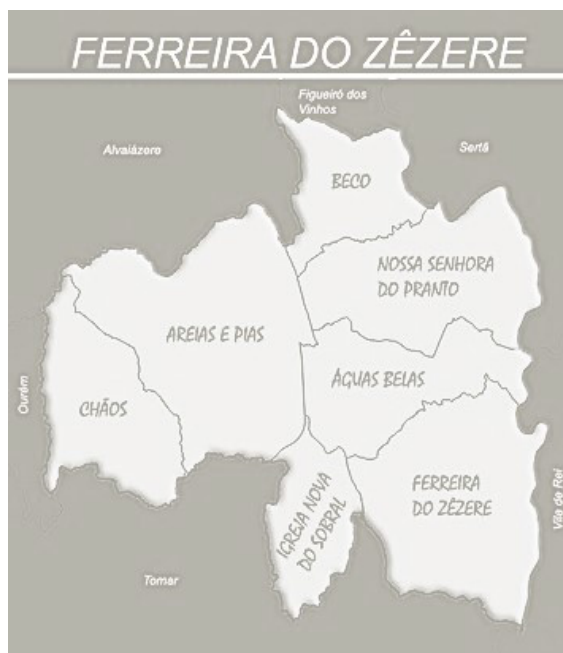 FERREIRA DO ZÊZERE
Figueiró dos
Vinhos
Alvaiázere
Sertã
BECO
NOSSA SENHORA
DO PRANTO
AREIAS E PIAS
ÁGUAS BELAS
Ourém
CHÃOS
FERREIRA
DO ZÊZERE
IGREJA NOVA
DO SOBRAL
Vila de Rei
Tomar